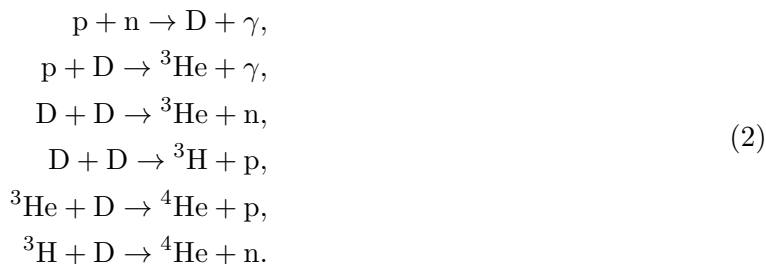 p + n → D + γ,
p + D → ³He + γ,
D + D → ³He + n,
D + D → ³H + p,
(2)
³He + D → ⁴He + p,
³H + D → ⁴He + n.